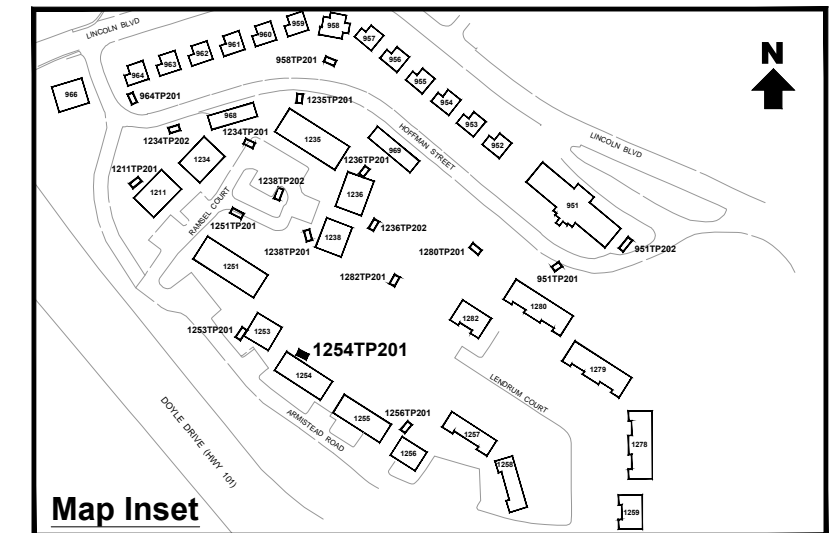 LINCOLN BLVD
959
958
960
961
962
963
964
957
956
955
954
953
952
958TP201
966
964TP201
1235TP201
968
1234TP202
1234TP201
1235
969
HOFFMAN STREET
LINCOLN BLVD
N
1234
1211TP201
1211
1236TP201
1238TP202
1236
RAMSEL COURT
1251TP201
1236TP202
1238TP201
1238
951
951TP202
1280TP201
951TP201
1251
1282TP201
1280
1253TP201
1253
1282
1254TP201
1254
1279
LENDRUM COURT
DOYLE DRIVE (HWY 101)
ARMISTEAD ROAD
1255
1256TP201
1256
1257
1258
1278
1259
Map Inset